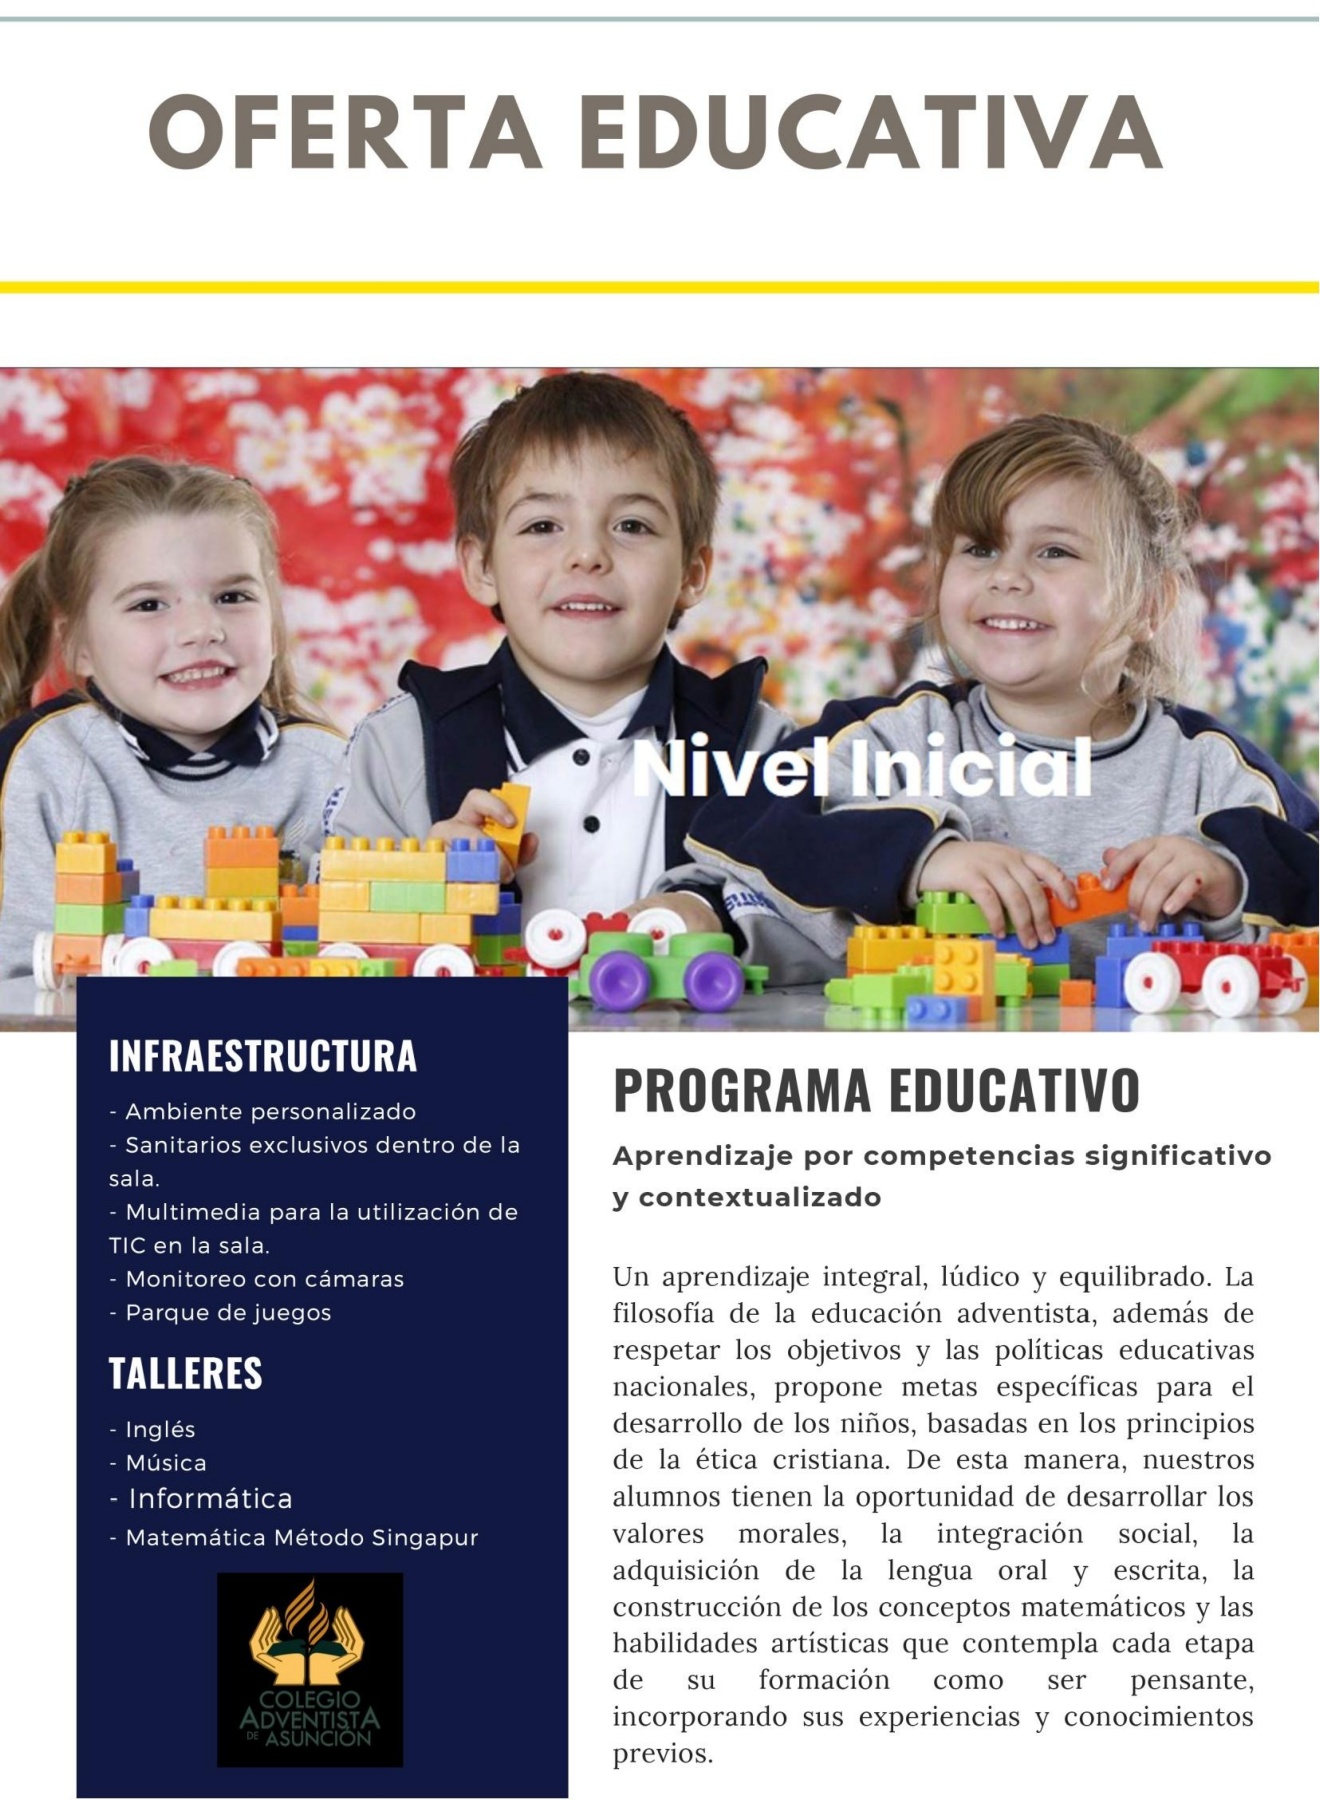 OFERTA EDUCATIVA
Nivel Inicial
INFRAESTRUCTURA
- Ambiente personalizado
- Sanitarios exclusivos dentro de la
sala.
- Multimedia para la utilización de
TIC en la sala.
- Monitoreo con cámaras
- Parque de juegos
TALLERES
- Inglés
- Música
- Informática
- Matemática Método Singapur
COLEGIO
ADVENTISTA
DE ASUNCIÓN
PROGRAMA EDUCATIVO
Aprendizaje por competencias significativo
y contextualizado
Un aprendizaje integral, lúdico y equilibrado. La
filosofía de la educación adventista, además de
respetar los objetivos y las políticas educativas
nacionales, propone metas específicas para el
desarrollo de los niños, basadas en los principios
de la ética cristiana. De esta manera, nuestros
alumnos tienen la oportunidad de desarrollar los
valores morales, la integración social, la
adquisición de la lengua oral y escrita, la
construcción de los conceptos matemáticos y las
habilidades artísticas que contempla cada etapa
de su formación como ser pensante,
incorporando sus experiencias y conocimientos
previos.